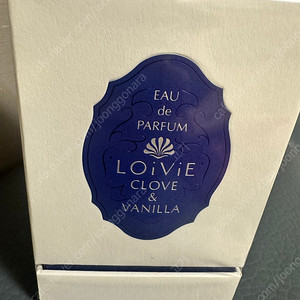 EAU
de
PARFUM
LOiViE
CLOVE
&
VANILLA